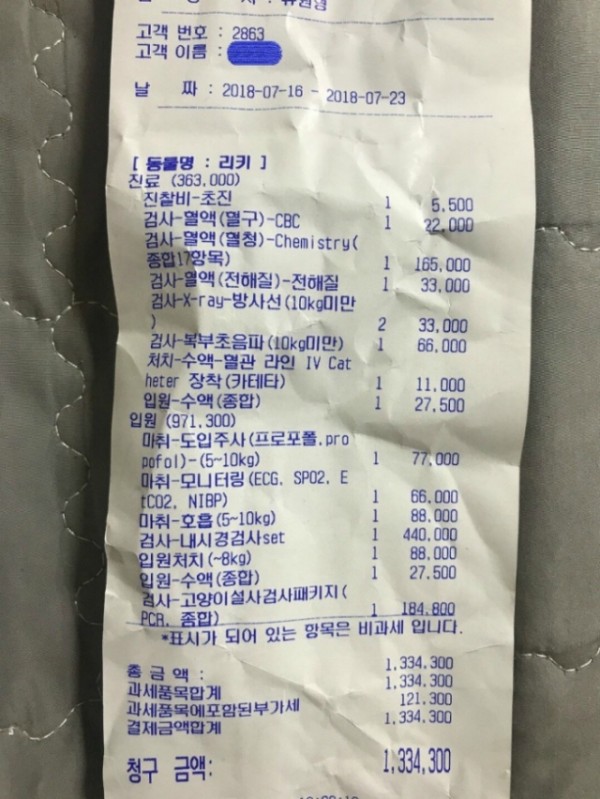 고객 번호 : 2863
고객 이름 :
날 짜 : 2018-07-16 - 2018-07-23
[ 동물명 : 리키 ]
진료 (363,000)
진찰비-초진 1 5,500
검사-혈액(혈구)-CBC 1 22,000
검사-혈액(혈청)-Chemistry(
종합17항목) 1 165,000
검사-혈액(전해질)-전해질 1 33,000
검사-X-ray-방사선(10kg미만
) 2 33,000
검사-복부초음파(10kg미만) 1 66,000
처치-수액-혈관 라인 IV Cat
heter 장착(카테타) 1 11,000
입원-수액(종합) 1 27,500
입원 (971,300)
마취-도입주사(프로포폴,pro
pofol)-(5~10kg) 1 77,000
마취-모니터링(ECG, SPO2, E
tCO2, NIBP) 1 66,000
마취-호흡(5~10kg) 1 88,000
검사-내시경검사set 1 440,000
입원처치(~8kg) 1 88,000
입원-수액(종합) 1 27,500
검사-고양이설사검사패키지(
PCR, 종합) 1 184,800
*표시가 되어 있는 항목은 비과세 입니다.
총 금 액 : 1,334,300
과세품목합계 1,334,300
과세품목에포함된부가세 121,300
결제금액합계 1,334,300
청구 금액: 1,334,300